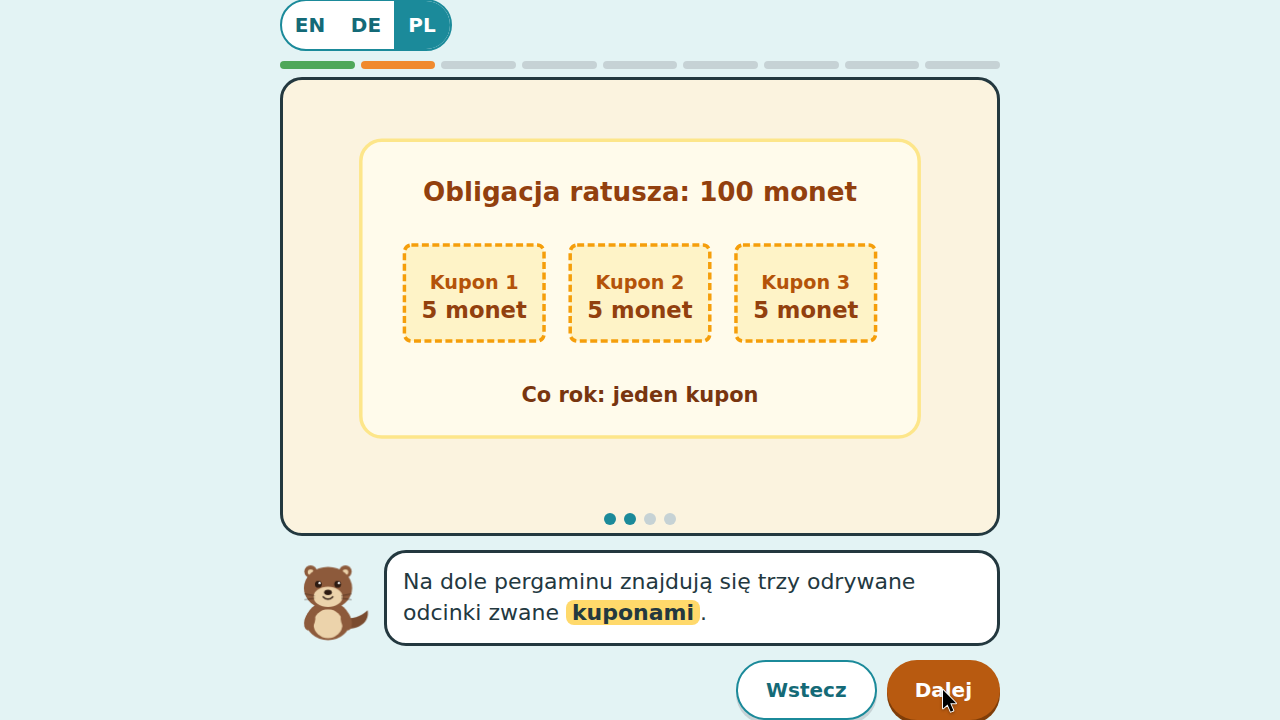 EN DE PL
Obligacja ratusza: 100 monet
Kupon 1 Kupon 2 Kupon 3
5 monet 5 monet 5 monet
Co rok: jeden kupon
Na dole pergaminu znajdują się trzy odrywane
odcinki zwane kuponami.
Wstecz Dalej